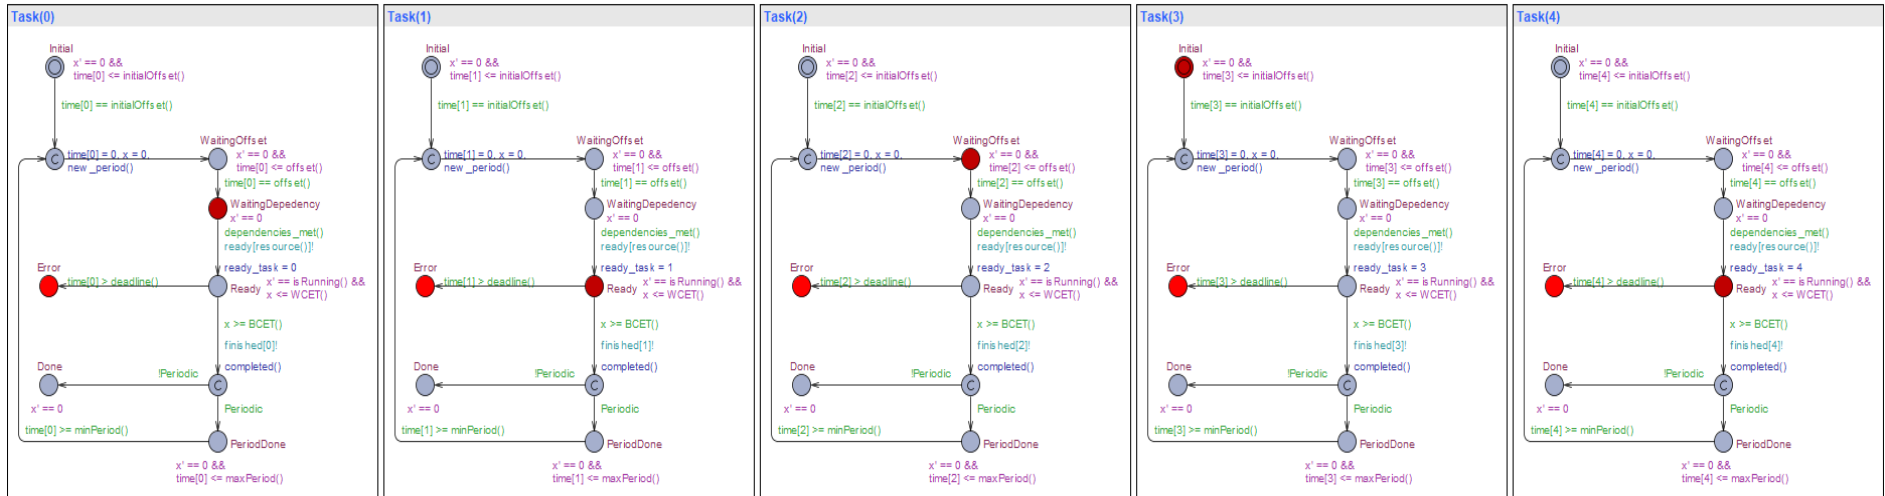 Task(0)
Initial
x' == 0 &&
time[0] <= initialOffset()
time[0] == initialOffset()
WaitingOffset
C
time[0] = 0, x = 0,
new_period()
x' == 0 &&
time[0] <= offset()
time[0] == offset()
WaitingDepedency
x' == 0
dependencies_met()
ready[resource()]!
Error
ready_task = 0
time[0] > deadline()
Ready
x' == isRunning() &&
x <= WCET()
x >= BCET()
finished[0]!
Done
completed()
!Periodic
C
x' == 0
Periodic
time[0] >= minPeriod()
PeriodDone
x' == 0 &&
time[0] <= maxPeriod()
Task(1)
Initial
x' == 0 &&
time[1] <= initialOffset()
time[1] == initialOffset()
WaitingOffset
C
time[1] = 0, x = 0,
new_period()
x' == 0 &&
time[1] <= offset()
time[1] == offset()
WaitingDepedency
x' == 0
dependencies_met()
ready[resource()]!
Error
ready_task = 1
time[1] > deadline()
Ready
x' == isRunning() &&
x <= WCET()
x >= BCET()
finished[1]!
Done
completed()
!Periodic
C
x' == 0
Periodic
time[1] >= minPeriod()
PeriodDone
x' == 0 &&
time[1] <= maxPeriod()
Task(2)
Initial
x' == 0 &&
time[2] <= initialOffset()
time[2] == initialOffset()
WaitingOffset
C
time[2] = 0, x = 0,
new_period()
x' == 0 &&
time[2] <= offset()
time[2] == offset()
WaitingDepedency
x' == 0
dependencies_met()
ready[resource()]!
Error
ready_task = 2
time[2] > deadline()
Ready
x' == isRunning() &&
x <= WCET()
x >= BCET()
finished[2]!
Done
completed()
!Periodic
C
x' == 0
Periodic
time[2] >= minPeriod()
PeriodDone
x' == 0 &&
time[2] <= maxPeriod()
Task(3)
Initial
x' == 0 &&
time[3] <= initialOffset()
time[3] == initialOffset()
WaitingOffset
C
time[3] = 0, x = 0,
new_period()
x' == 0 &&
time[3] <= offset()
time[3] == offset()
WaitingDepedency
x' == 0
dependencies_met()
ready[resource()]!
Error
ready_task = 3
time[3] > deadline()
Ready
x' == isRunning() &&
x <= WCET()
x >= BCET()
finished[3]!
Done
completed()
!Periodic
C
x' == 0
Periodic
time[3] >= minPeriod()
PeriodDone
x' == 0 &&
time[3] <= maxPeriod()
Task(4)
Initial
x' == 0 &&
time[4] <= initialOffset()
time[4] == initialOffset()
WaitingOffset
C
time[4] = 0, x = 0,
new_period()
x' == 0 &&
time[4] <= offset()
time[4] == offset()
WaitingDepedency
x' == 0
dependencies_met()
ready[resource()]!
Error
ready_task = 4
time[4] > deadline()
Ready
x' == isRunning() &&
x <= WCET()
x >= BCET()
finished[4]!
Done
completed()
!Periodic
C
x' == 0
Periodic
time[4] >= minPeriod()
PeriodDone
x' == 0 &&
time[4] <= maxPeriod()